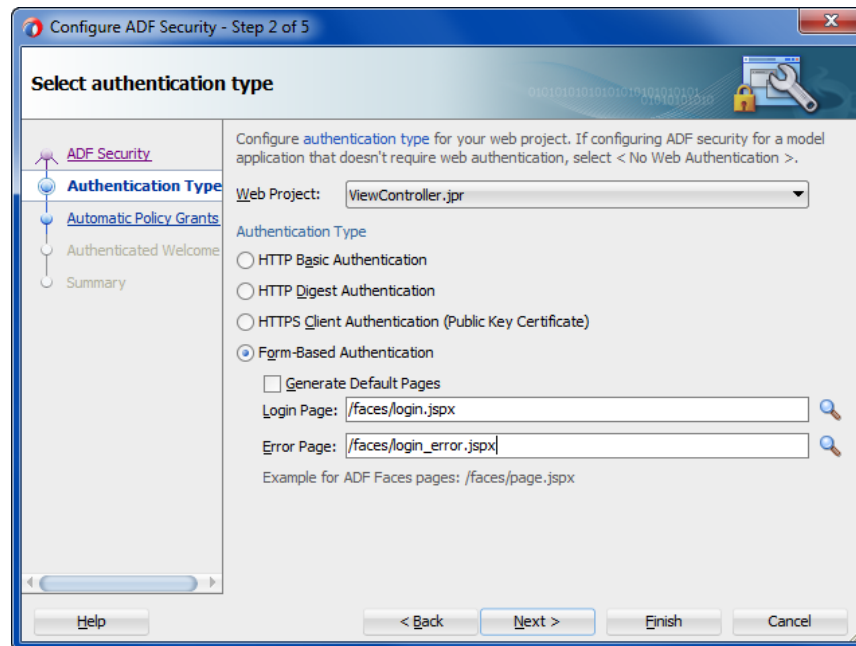 Configure ADF Security - Step 2 of 5
Select authentication type
ADF Security
Authentication Type
Automatic Policy Grants
Authenticated Welcome
Summary
Configure authentication type for your web project. If configuring ADF security for a model
application that doesn't require web authentication, select < No Web Authentication >.
Web Project: ViewController.jpr
Authentication Type
HTTP Basic Authentication
HTTP Digest Authentication
HTTPS Client Authentication (Public Key Certificate)
Form-Based Authentication
Generate Default Pages
Login Page: /faces/login.jspx
Error Page: /faces/login_error.jspx
Example for ADF Faces pages: /faces/page.jspx
Help < Back Next > Finish Cancel